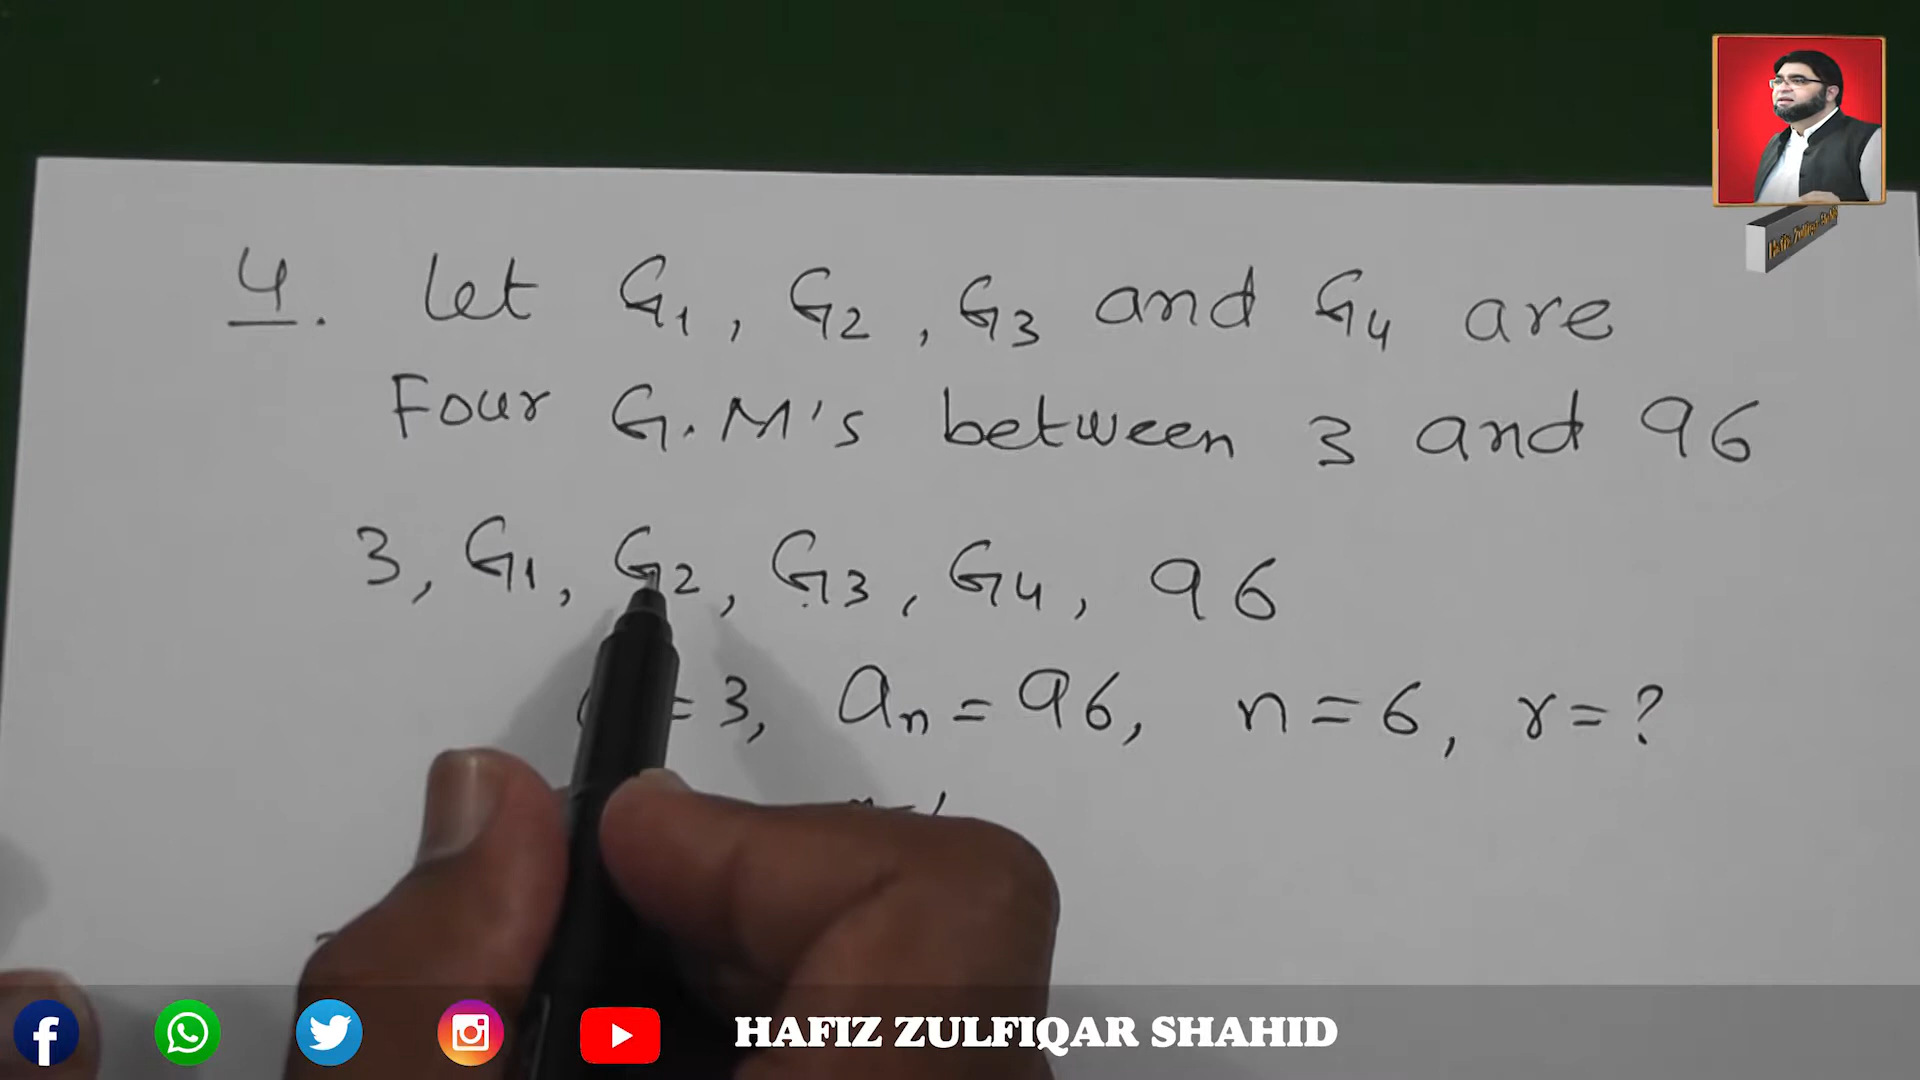 4. Let G1, G2, G3 and G4 are
Four G.M's between 3 and 96
3, G1, G2, G3, G4, 96
= 3, an = 96, n = 6, r = ?
HAFIZ ZULFIQAR SHAHID